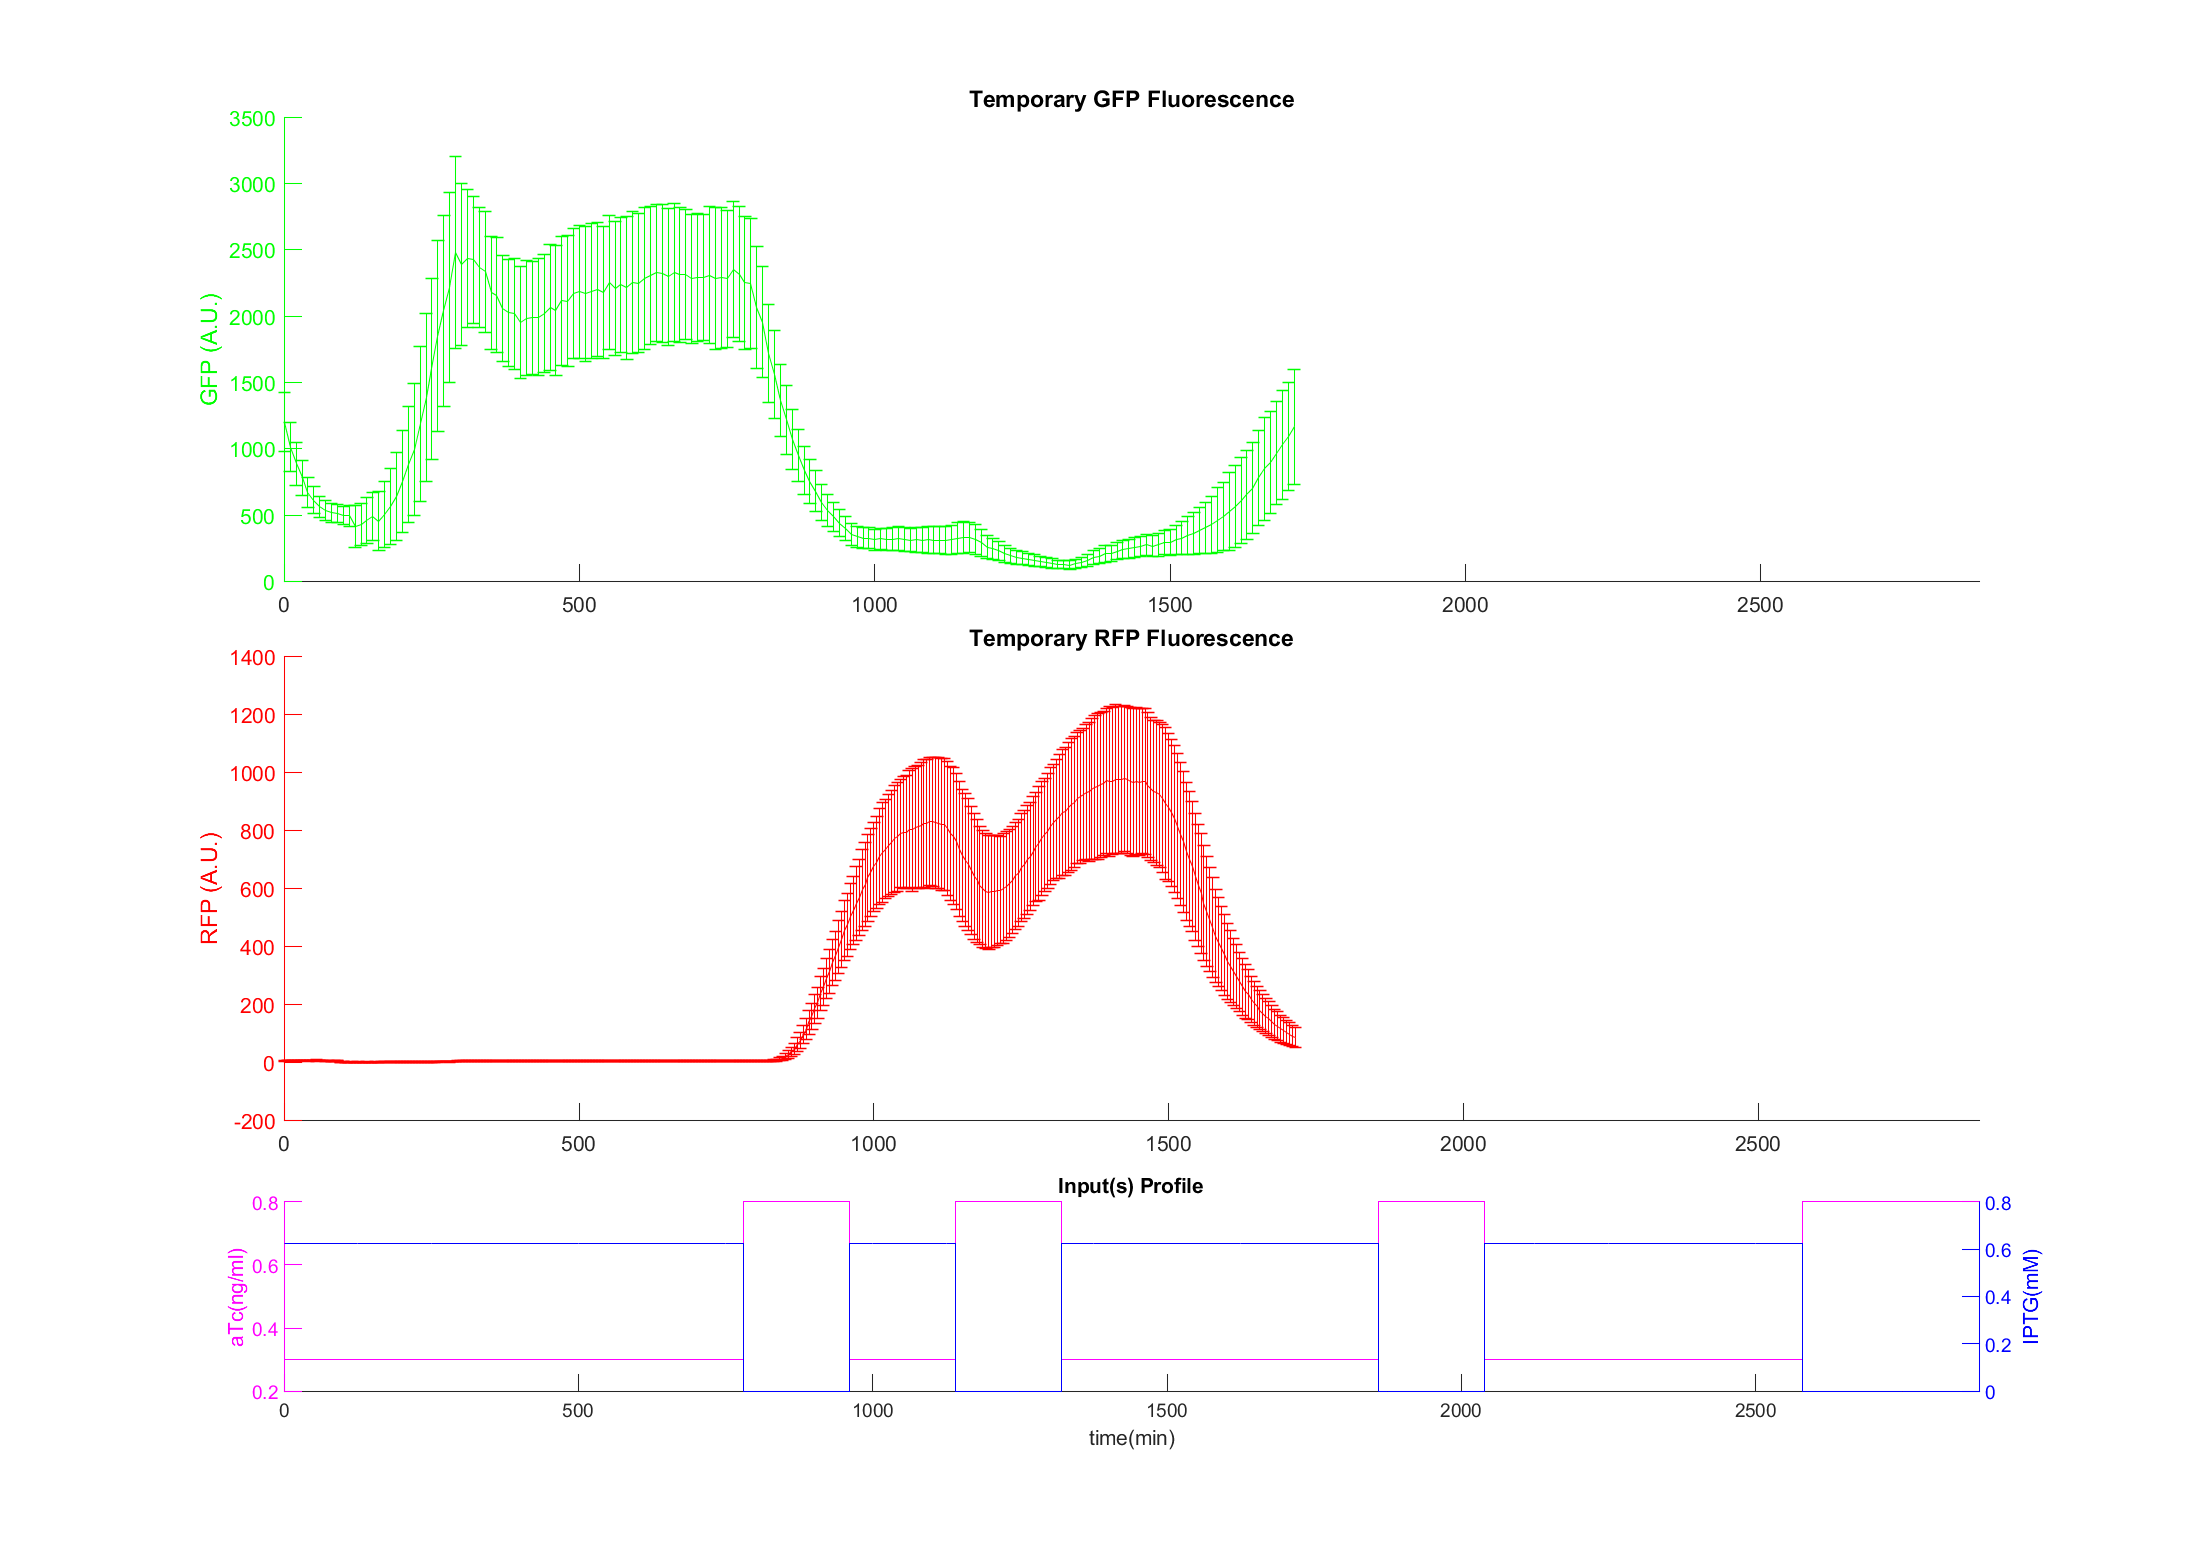 Temporary GFP Fluorescence
3500
3000
2500
2000
1500
1000
500
0
GFP (A.U.)
0 500 1000 1500 2000 2500
Temporary RFP Fluorescence
1400
1200
1000
800
600
400
200
0
-200
RFP (A.U.)
0 500 1000 1500 2000 2500
Input(s) Profile
0.8
0.6
0.4
0.2
aTc(ng/ml)
0.8
0.6
0.4
0.2
0
IPTG(mM)
0 500 1000 1500 2000 2500
time(min)